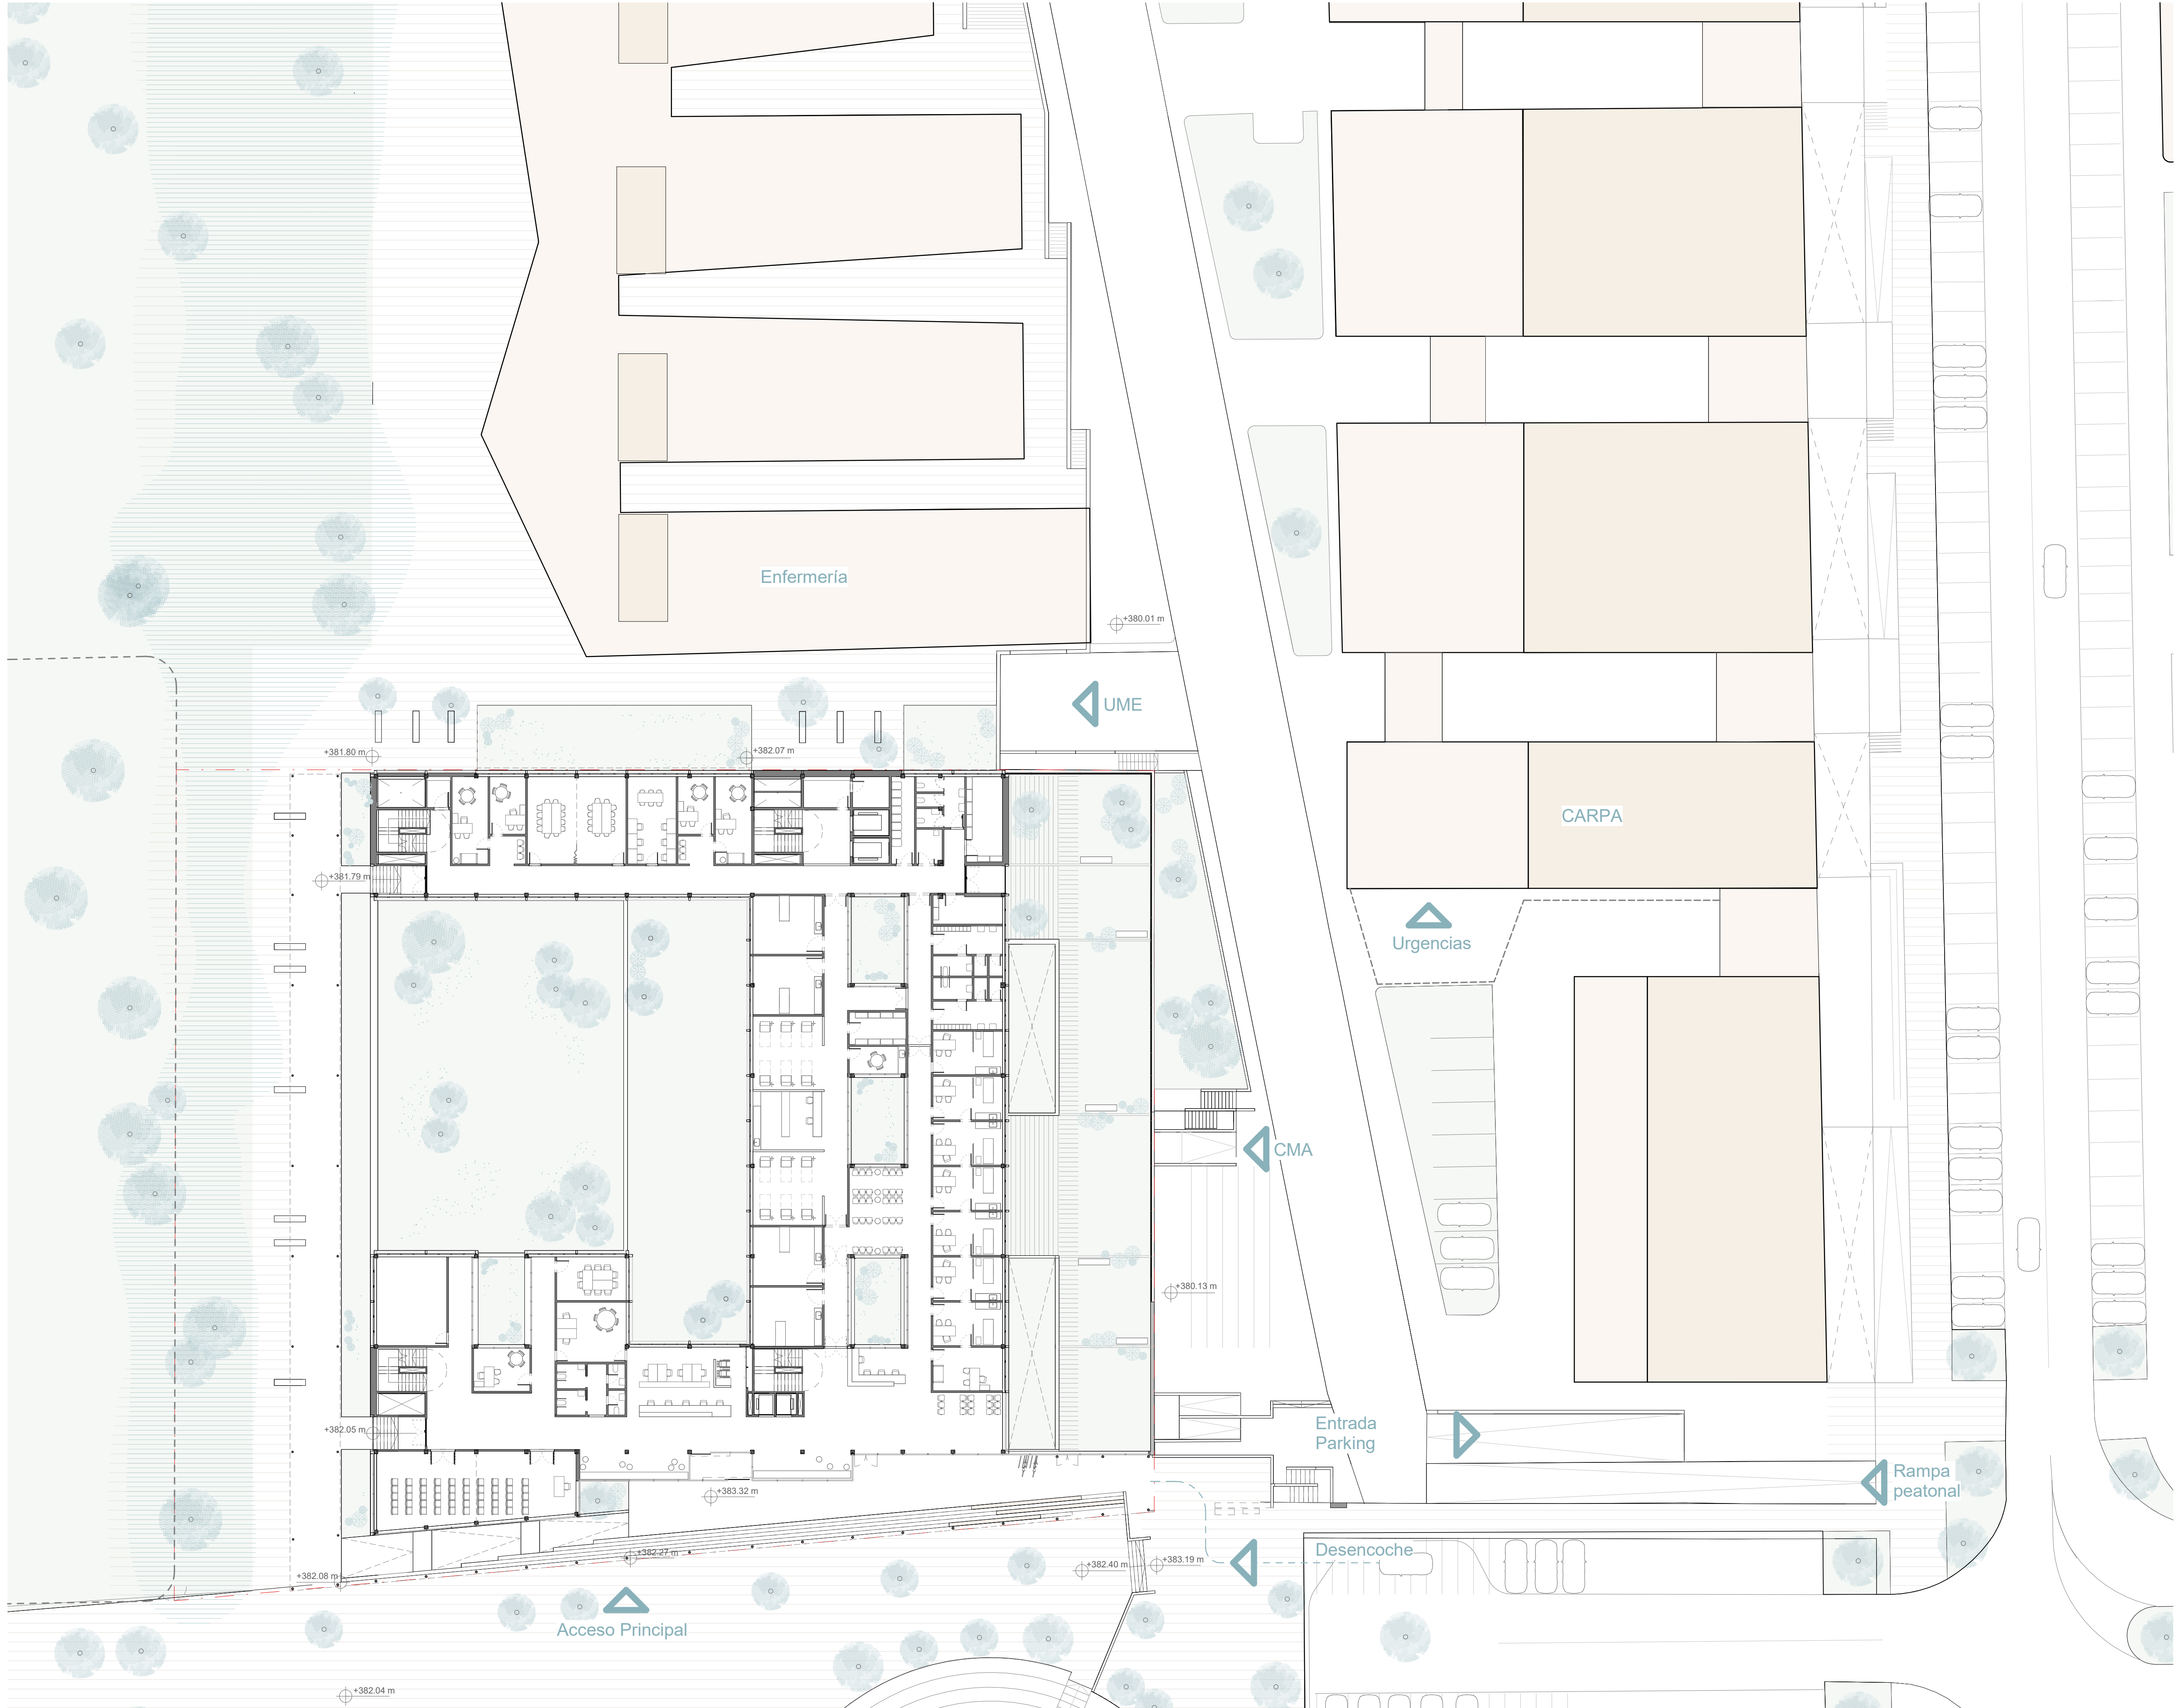 Enfermería
+380.01 m
UME
+381.80 m
+382.07 m
CARPA
+381.79 m
Urgencias
CMA
+380.13 m
Entrada
Parking
+382.05 m
Rampa
peatonal
+383.32 m
Desencoche
+382.27 m
+382.40 m
+383.19 m
+382.08 m
Acceso Principal
+382.04 m